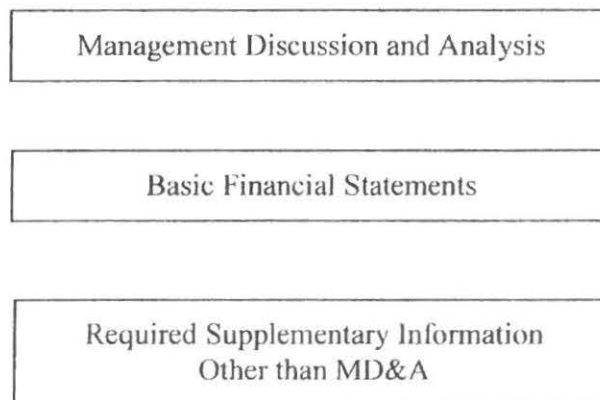 Management Discussion and Analysis
Basic Financial Statements
Required Supplementary Information
Other than MD&A